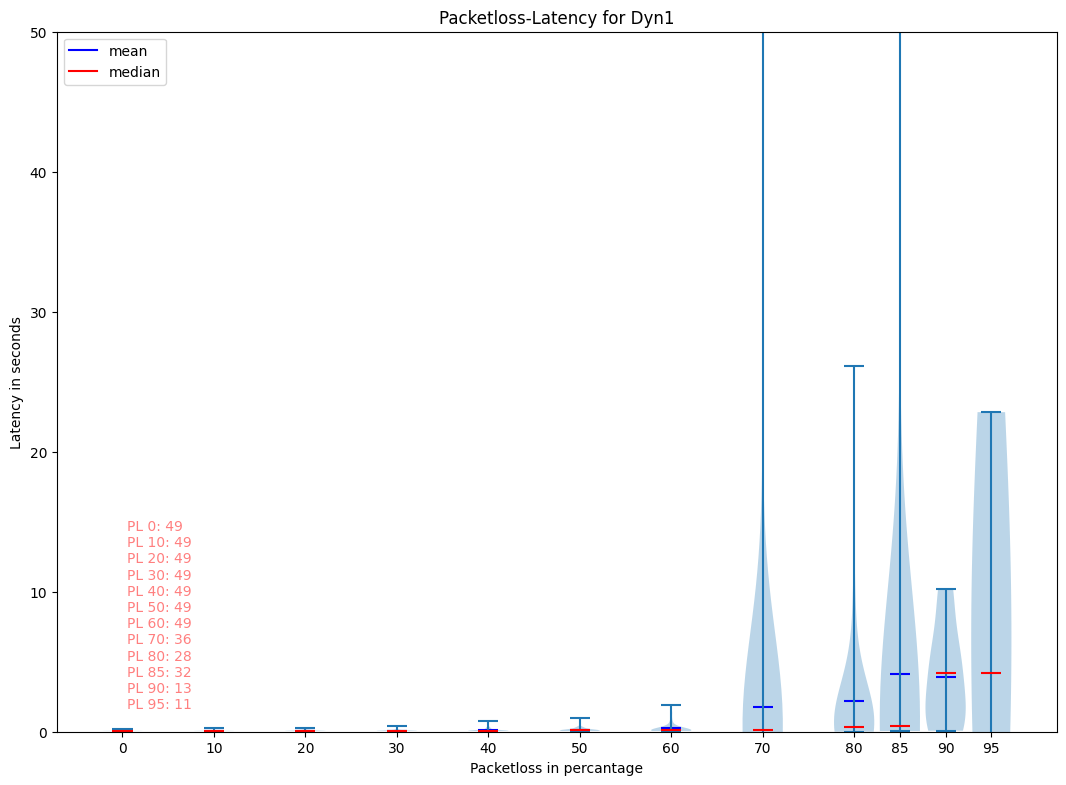 Packetloss-Latency for Dyn1
50
40
30
20
10
0
Latency in seconds
mean
median
PL 0: 49
PL 10: 49
PL 20: 49
PL 30: 49
PL 40: 49
PL 50: 49
PL 60: 49
PL 70: 36
PL 80: 28
PL 85: 32
PL 90: 13
PL 95: 11
0 10 20 30 40 50 60 70 80 85 90 95
Packetloss in percantage